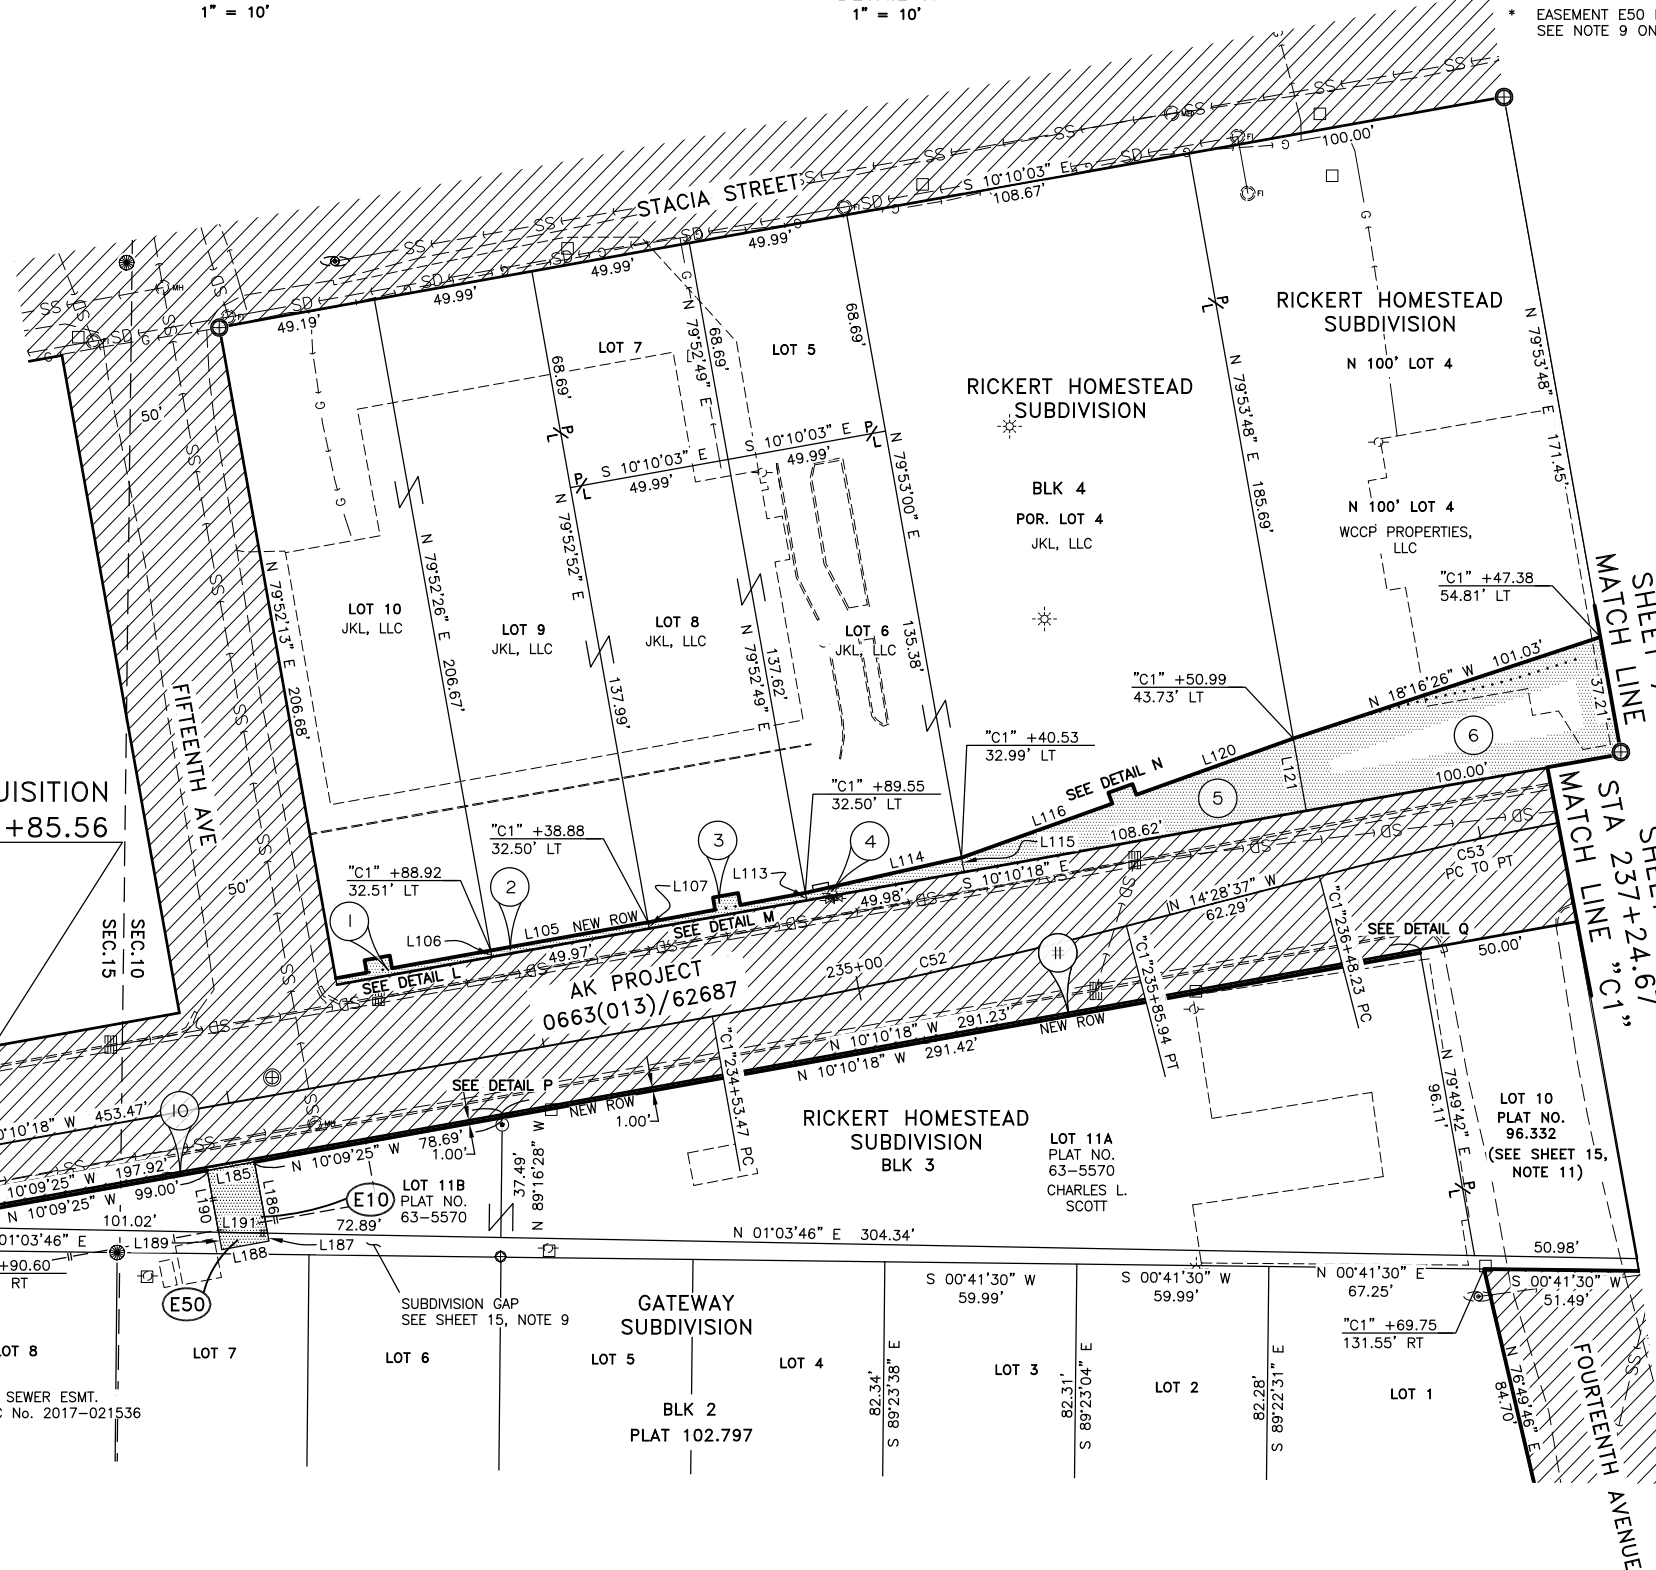 1" = 10'
1" = 10'
* EASEMENT E50
SEE NOTE 9 ON
STACIA STREET
S 10°10'03" E
108.67'
100.00'
49.19'
49.99'
49.99'
49.99'
RICKERT HOMESTEAD
SUBDIVISION
N 100' LOT 4
N 79°53'48" E 171.45'
RICKERT HOMESTEAD
SUBDIVISION
BLK 4
POR. LOT 4
JKL, LLC
N 79°53'48" E 185.69'
N 100' LOT 4
WCCP PROPERTIES,
LLC
LOT 7
LOT 5
68.69'
68.69'
N 79°52'49" E
68.69'
S 10°10'03" E
49.99'
S 10°10'03" E
49.99'
N 79°53'00" E
135.38'
N 79°52'52" E
137.99'
N 79°52'49" E
137.62'
N 79°52'26" E 206.67'
N 79°52'13" E 206.68'
LOT 10
JKL, LLC
LOT 9
JKL, LLC
LOT 8
JKL, LLC
LOT 6
JKL, LLC
50'
50'
FIFTEENTH AVE
UISITION
+85.56
SEC.10
SEC.15
"C1" +47.38
54.81' LT
"C1" +50.99
43.73' LT
"C1" +40.53
32.99' LT
"C1" +89.55
32.50' LT
"C1" +38.88
32.50' LT
"C1" +88.92
32.51' LT
N 18°16'26" W 101.03'
37.21'
SHEET
MATCH LINE
MATCH LINE "C1"
STA 237+24.67
SHEET
1
2
3
4
5
6
L106
L105
NEW ROW
L107
L113
L114
L115
L116
L120
L121
SEE DETAIL N
SEE DETAIL M
SEE DETAIL L
49.97'
49.98'
S 10°10'18" E
108.62'
100.00'
AK PROJECT
0663(013)/62687
235+00
C52
N 14°28'37" W
62.29'
C53
PC TO PT
"C1"234+53.47 PC
"C1"235+85.94 PT
"C1"236+48.23 PC
11
SEE DETAIL Q
50.00'
N 10°10'18" W 291.23'
N 10°10'18" W 291.42'
NEW ROW
SEE DETAIL P
NEW ROW
1.00'
78.69'
1.00'
10°10'18" W 453.47'
10
197.92'
10°09'25" W
99.00'
N 10°09'25" W
N 10°09'25" W
L185
L186
L190
L191
L189
L188
L187
E10
E50
101.02'
01°03'46" E
+90.60
RT
LOT 11B
PLAT NO.
63-5570
72.89'
37.49'
N 89°16'28" W
RICKERT HOMESTEAD
SUBDIVISION
BLK 3
LOT 11A
PLAT NO.
63-5570
CHARLES L.
SCOTT
N 79°49'42" E
96.11'
LOT 10
PLAT NO.
96.332
(SEE SHEET 15,
NOTE 11)
N 01°03'46" E 304.34'
50.98'
SUBDIVISION GAP
SEE SHEET 15, NOTE 9
GATEWAY
SUBDIVISION
S 00°41'30" W
59.99'
S 00°41'30" W
59.99'
N 00°41'30" E
67.25'
S 00°41'30" W
51.49'
"C1" +69.75
131.55' RT
OT 8
LOT 7
LOT 6
LOT 5
LOT 4
LOT 3
LOT 2
LOT 1
82.34'
S 89°23'38" E
82.31'
S 89°23'04" E
82.28'
S 89°22'31" E
N 76°49'46" E
84.70'
FOURTEENTH AVENUE
SEWER ESMT.
C No. 2017-021536
BLK 2
PLAT 102.797